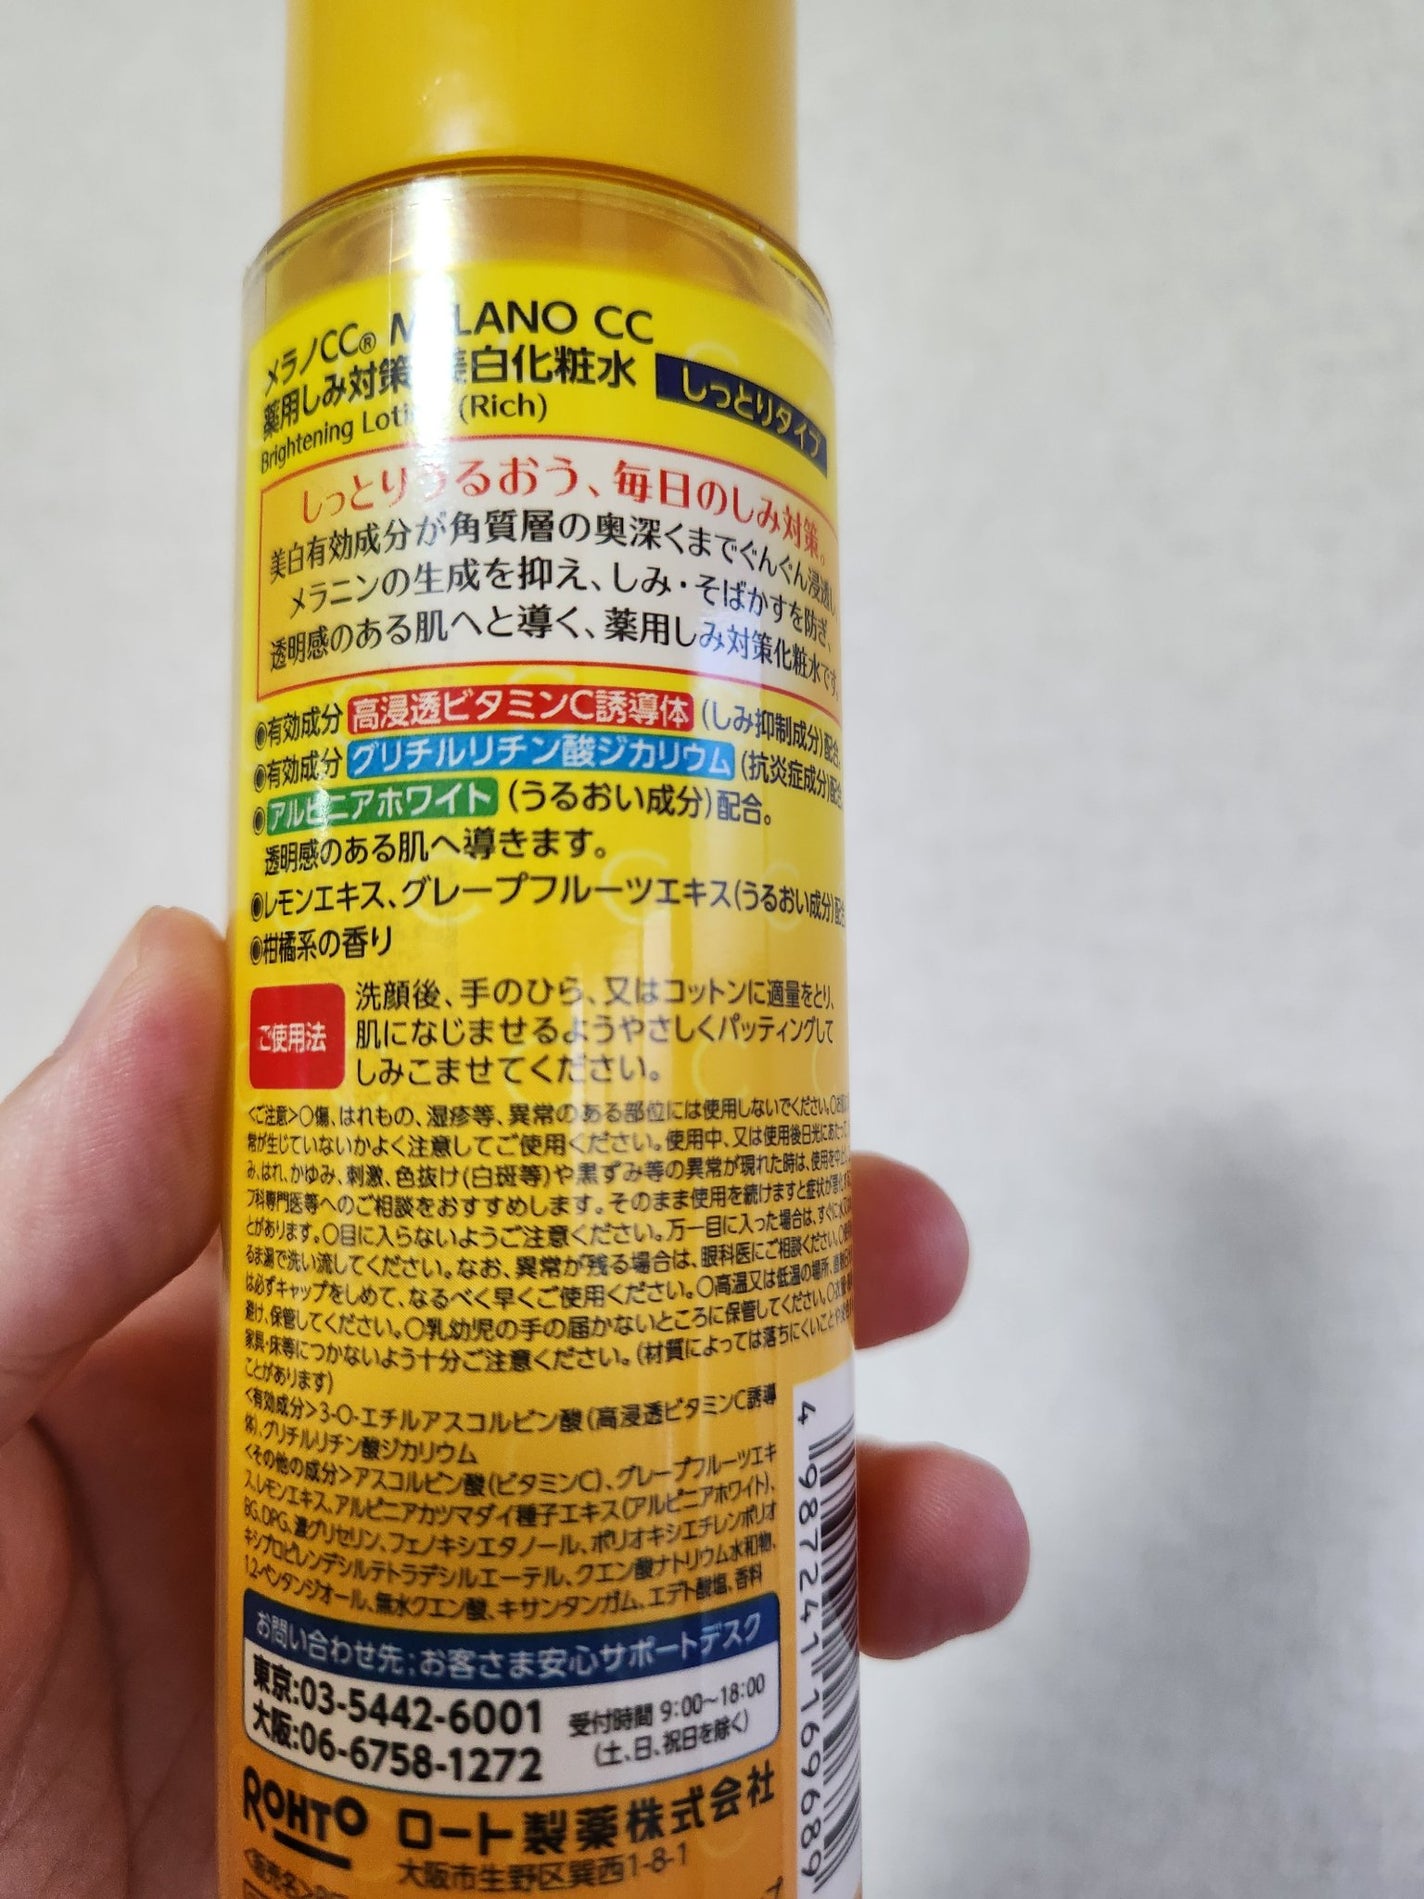 メラノCC® M LANO CC
薬用しみ対策 美白化粧水 しっとりタイプ
Brightening Loti (Rich)
しっとりうるおう、毎日のしみ対策。
美白有効成分が角質層の奥深くまでぐんぐん浸透し
メラニンの生成を抑え、しみ・そばかすを防ぎ、
透明感のある肌へと導く、薬用しみ対策化粧水です。
◉有効成分 高浸透ビタミンC誘導体 (しみ抑制成分)配合。
◉有効成分 グリチルリチン酸ジカリウム (抗炎症成分)配合
◉アルピニアホワイト (うるおい成分)配合。
透明感のある肌へ導きます。
◉レモンエキス、グレープフルーツエキス(うるおい成分)配合
◉柑橘系の香り
ご使用法
洗顔後、手のひら、又はコットンに適量をとり、
肌になじませるようやさしくパッティングして
しみこませてください。
<ご注意>○傷、はれもの、湿疹等、異常のある部位には使用しないでください。○お肌に
常が生じていないかよく注意してご使用ください。使用中、又は使用後日光にあたって
み、はれ、かゆみ、刺激、色抜け(白斑等)や黒ずみ等の異常が現れた時は、使用を中止し
フ科専門医等へのご相談をおすすめします。そのまま使用を続けますと症状が悪化する
とがあります。○目に入らないようご注意ください。万一目に入った場合は、すぐに水
るま湯で洗い流してください。なお、異常が残る場合は、眼科医にご相談ください。○使用
は必ずキャップをしめて、なるべく早くご使用ください。○高温又は低温の場所、直射日
避け、保管してください。○乳幼児の手の届かないところに保管してください。
家具・床等につかないよう十分ご注意ください。(材質によっては落ちにくいことや
ことがあります)
<有効成分>3-O-エチルアスコルビン酸(高浸透ビタミンC誘導
体)、グリチルリチン酸ジカリウム
<その他の成分>アスコルビン酸(ビタミンC)、グレープフルーツエキ
ス、レモンエキス、アルピニアカツマダイ種子エキス(アルピニアホワイト)、
BG、DPG、濃グリセリン、フェノキシエタノール、ポリオキシエチレンポリオ
キシプロピレンデシルテトラデシルエーテル、クエン酸ナトリウム水和物、
1,2-ペンタンジオール、無水クエン酸、キサンタンガム、エデト酸塩、香料
お問い合わせ先:お客さま安心サポートデスク
東京:03-5442-6001
大阪:06-6758-1272
受付時間 9:00~18:00
(土、日、祝日を除く)
ROHTO ロート製薬株式会社
大阪市生野区巽西1-8-1
<販売名>
4 987241 169689